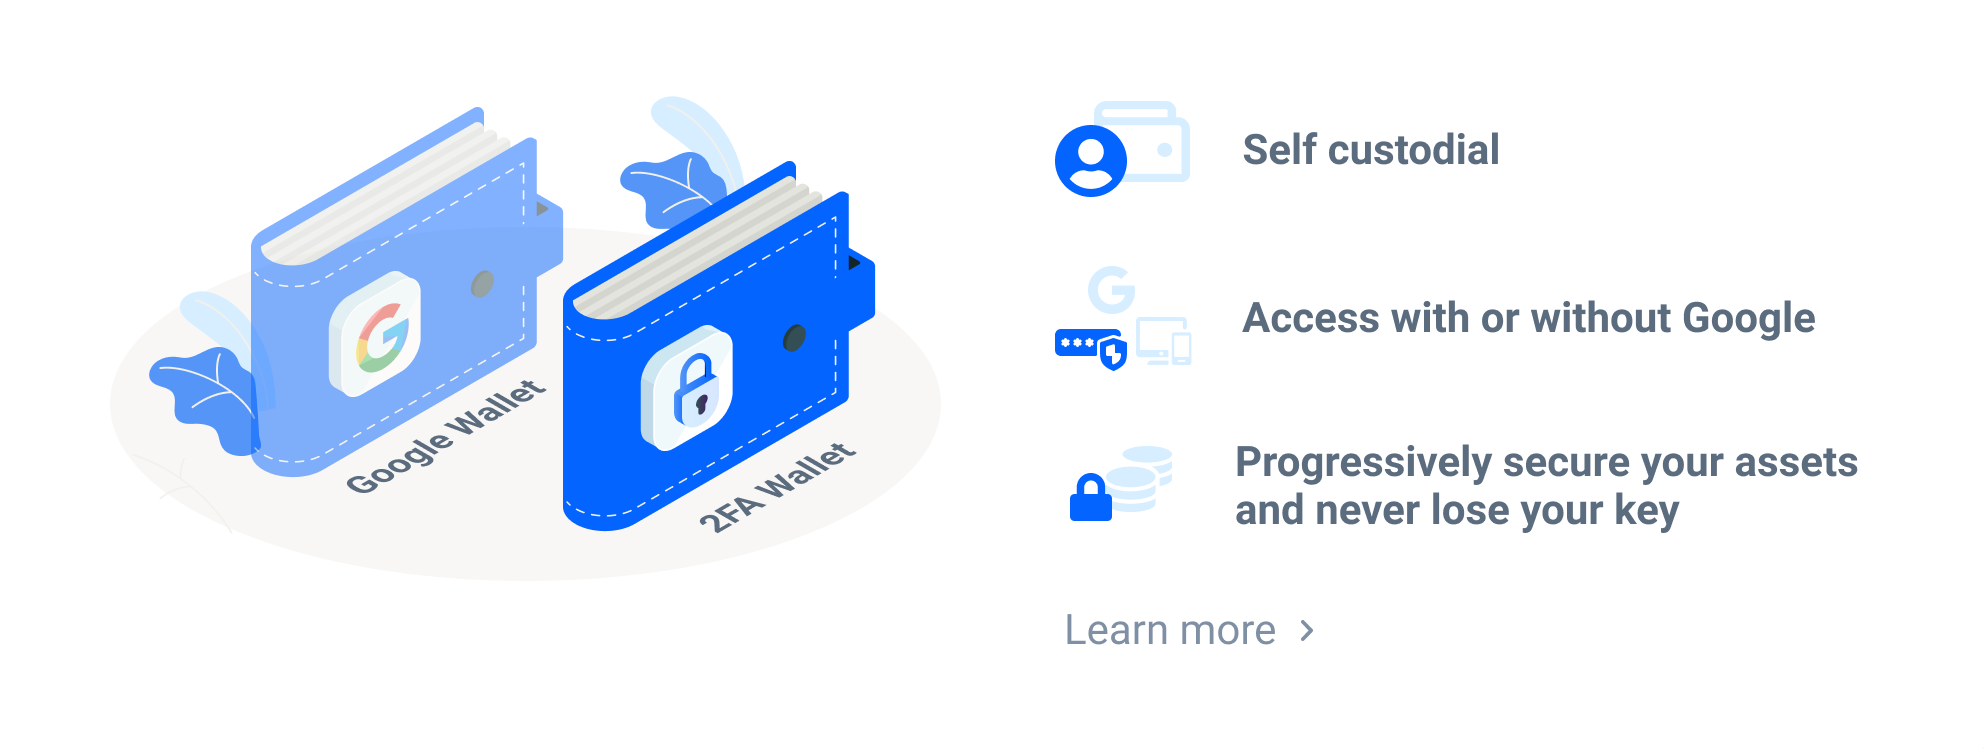 Google Wallet
2FA Wallet
Self custodial
G
Access with or without Google
***
Progressively secure your assets
and never lose your key
Learn more >